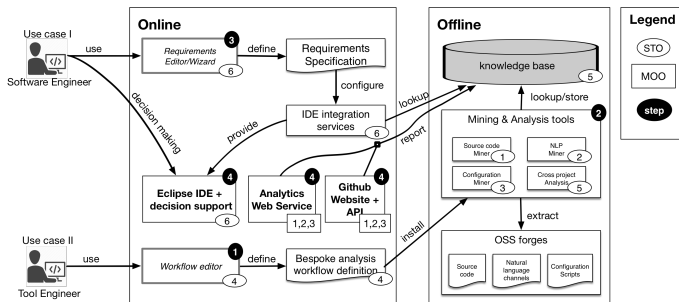 Online
Offline
Legend
Use case I
Software Engineer
use
3
Requirements
Editor/Wizard
6
define
Requirements
Specification
configure
decision making
IDE integration
services
6
provide
lookup
report
knowledge base
5
lookup/store
2
Mining & Analysis tools
Source code
Miner
1
NLP
Miner
2
Configuration
Miner
3
Cross project
Analysis
5
STO
MOO
step
4
Eclipse IDE +
decision support
6
4
Analytics
Web Service
1,2,3
4
Github
Website +
API
1,2,3
install
extract
Use case II
Tool Engineer
use
1
Workflow editor
4
define
Bespoke analysis
workflow definition
4
OSS forges
Source
code
Natural
language
channels
Configuration
Scripts